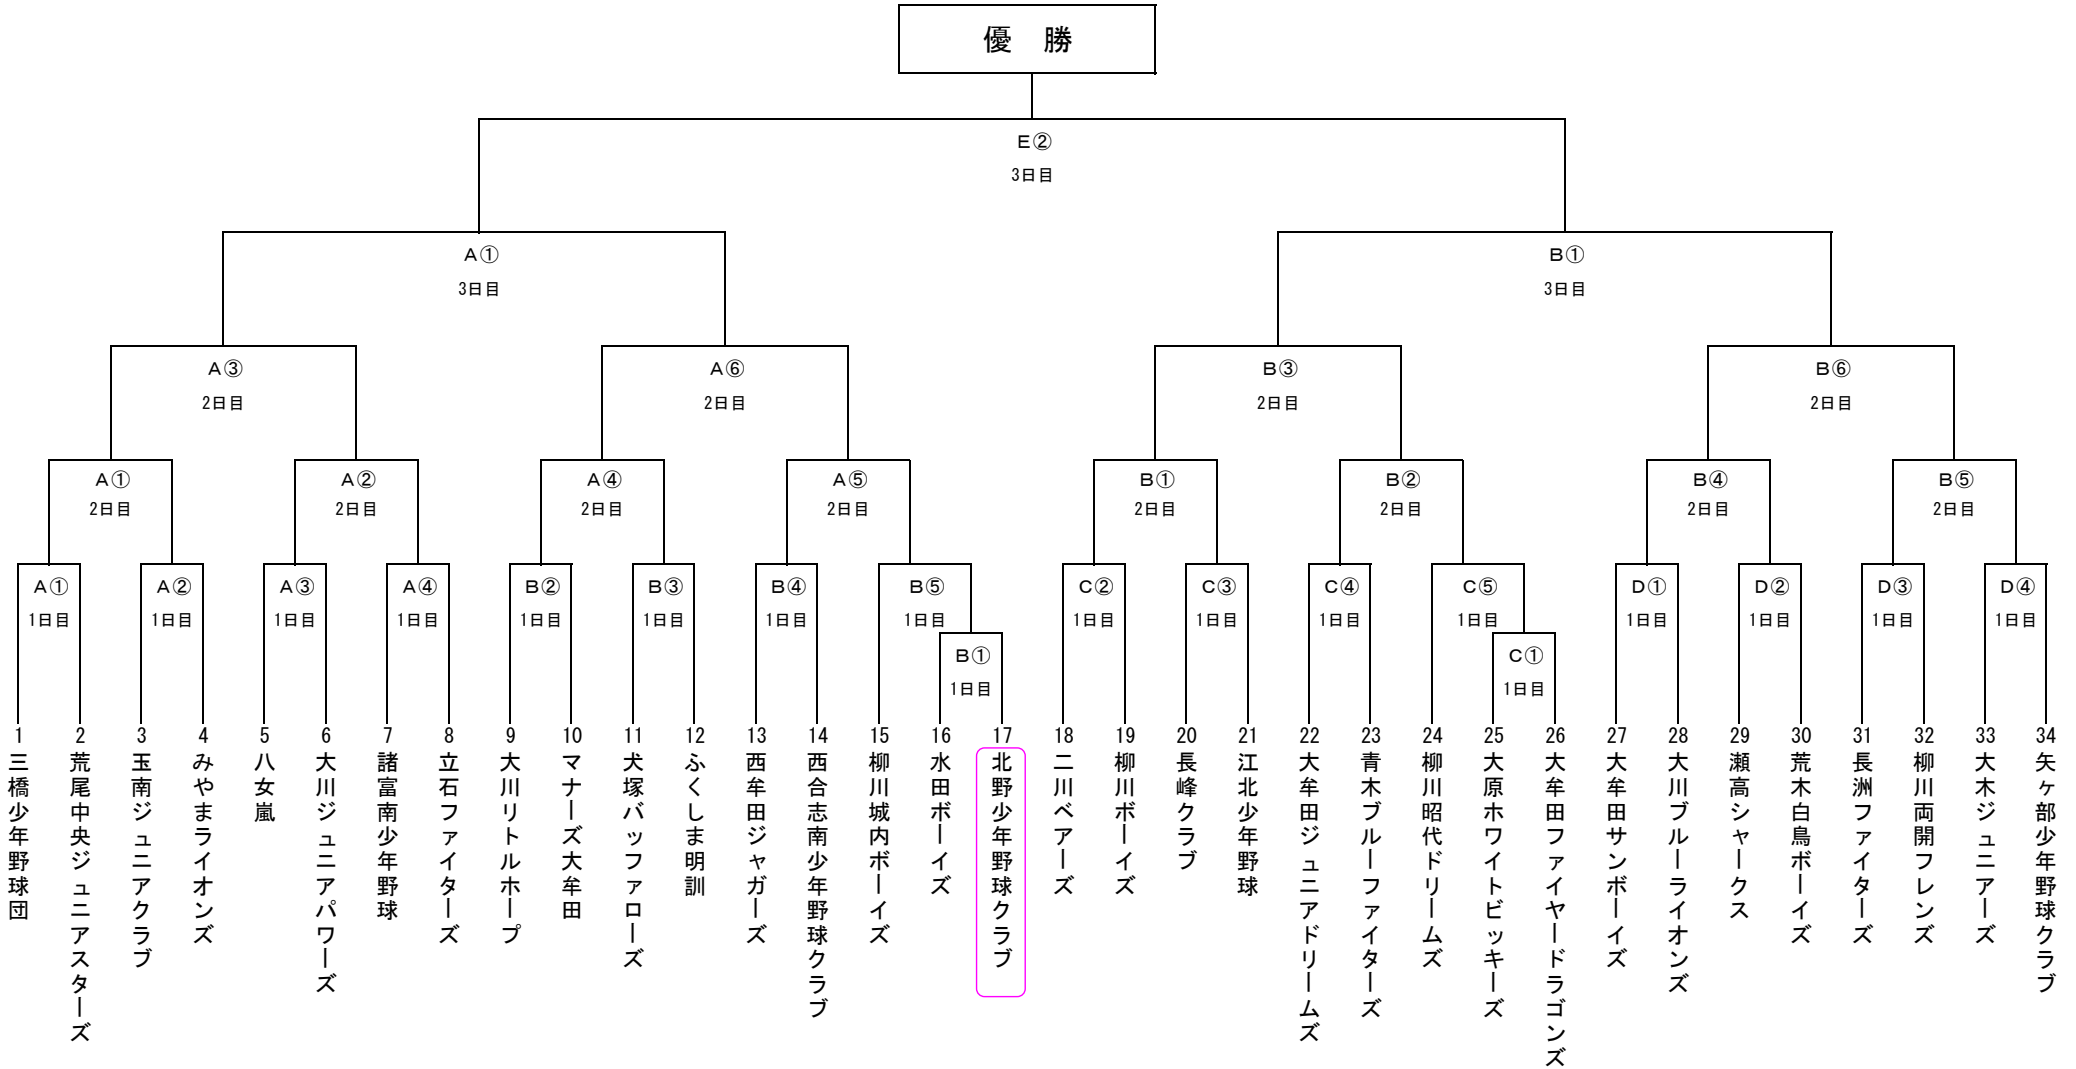 優　勝
E②
3日目
A①
3日目
B①
3日目
A③
2日目
A⑥
2日目
B③
2日目
B⑥
2日目
A①
2日目
A②
2日目
A④
2日目
A⑤
2日目
B①
2日目
B②
2日目
B④
2日目
B⑤
2日目
A①
1日目
A②
1日目
A③
1日目
A④
1日目
B②
1日目
B③
1日目
B④
1日目
B⑤
1日目
C②
1日目
C③
1日目
C④
1日目
C⑤
1日目
D①
1日目
D②
1日目
D③
1日目
D④
1日目
B①
1日目
C①
1日目
1
三橋少年野球団
2
荒尾中央ジュニアスターズ
3
玉南ジュニアクラブ
4
みやまライオンズ
5
八女嵐
6
大川ジュニアパワーズ
7
諸富南少年野球
8
立石ファイターズ
9
大川リトルホープ
10
マナーズ大牟田
11
犬塚バッファローズ
12
ふくしま明訓
13
西牟田ジャガーズ
14
西合志南少年野球クラブ
15
柳川城内ボーイズ
16
水田ボーイズ
17
北野少年野球クラブ
18
二川ベアーズ
19
柳川ボーイズ
20
長峰クラブ
21
江北少年野球
22
大牟田ジュニアドリームズ
23
青木ブルーファイターズ
24
柳川昭代ドリームズ
25
大原ホワイトビッキーズ
26
大牟田ファイヤードラゴンズ
27
大牟田サンボーイズ
28
大川ブルーライオンズ
29
瀬高シャークス
30
荒木白鳥ボーイズ
31
長洲ファイターズ
32
柳川両開フレンズ
33
大木ジュニアーズ
34
矢ヶ部少年野球クラブ